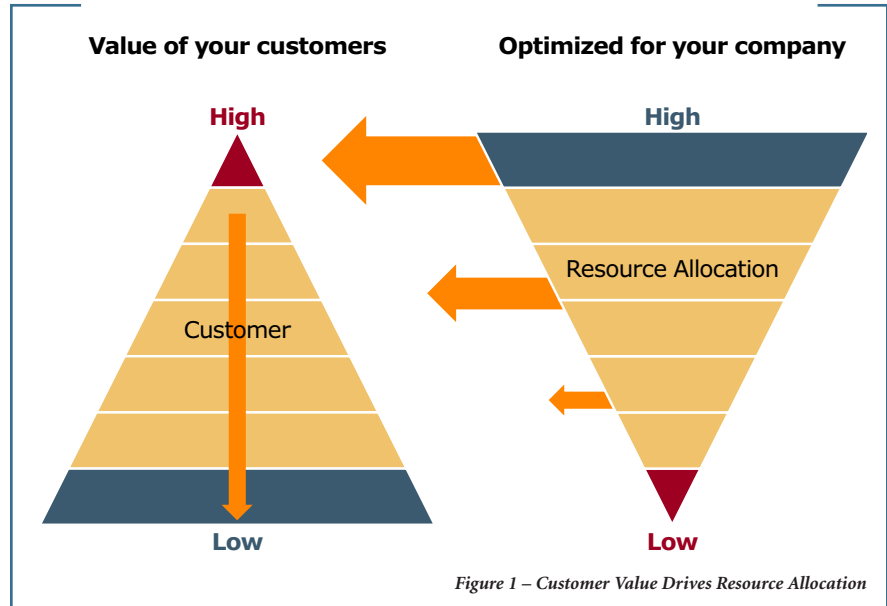 Value of your customers
Optimized for your company
High
High
Resource Allocation
Customer
Low
Low
Figure 1 – Customer Value Drives Resource Allocation